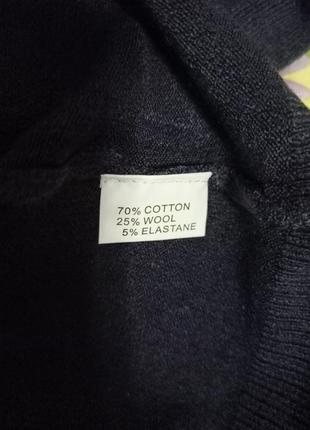 70% COTTON
25% WOOL
5% ELASTANE